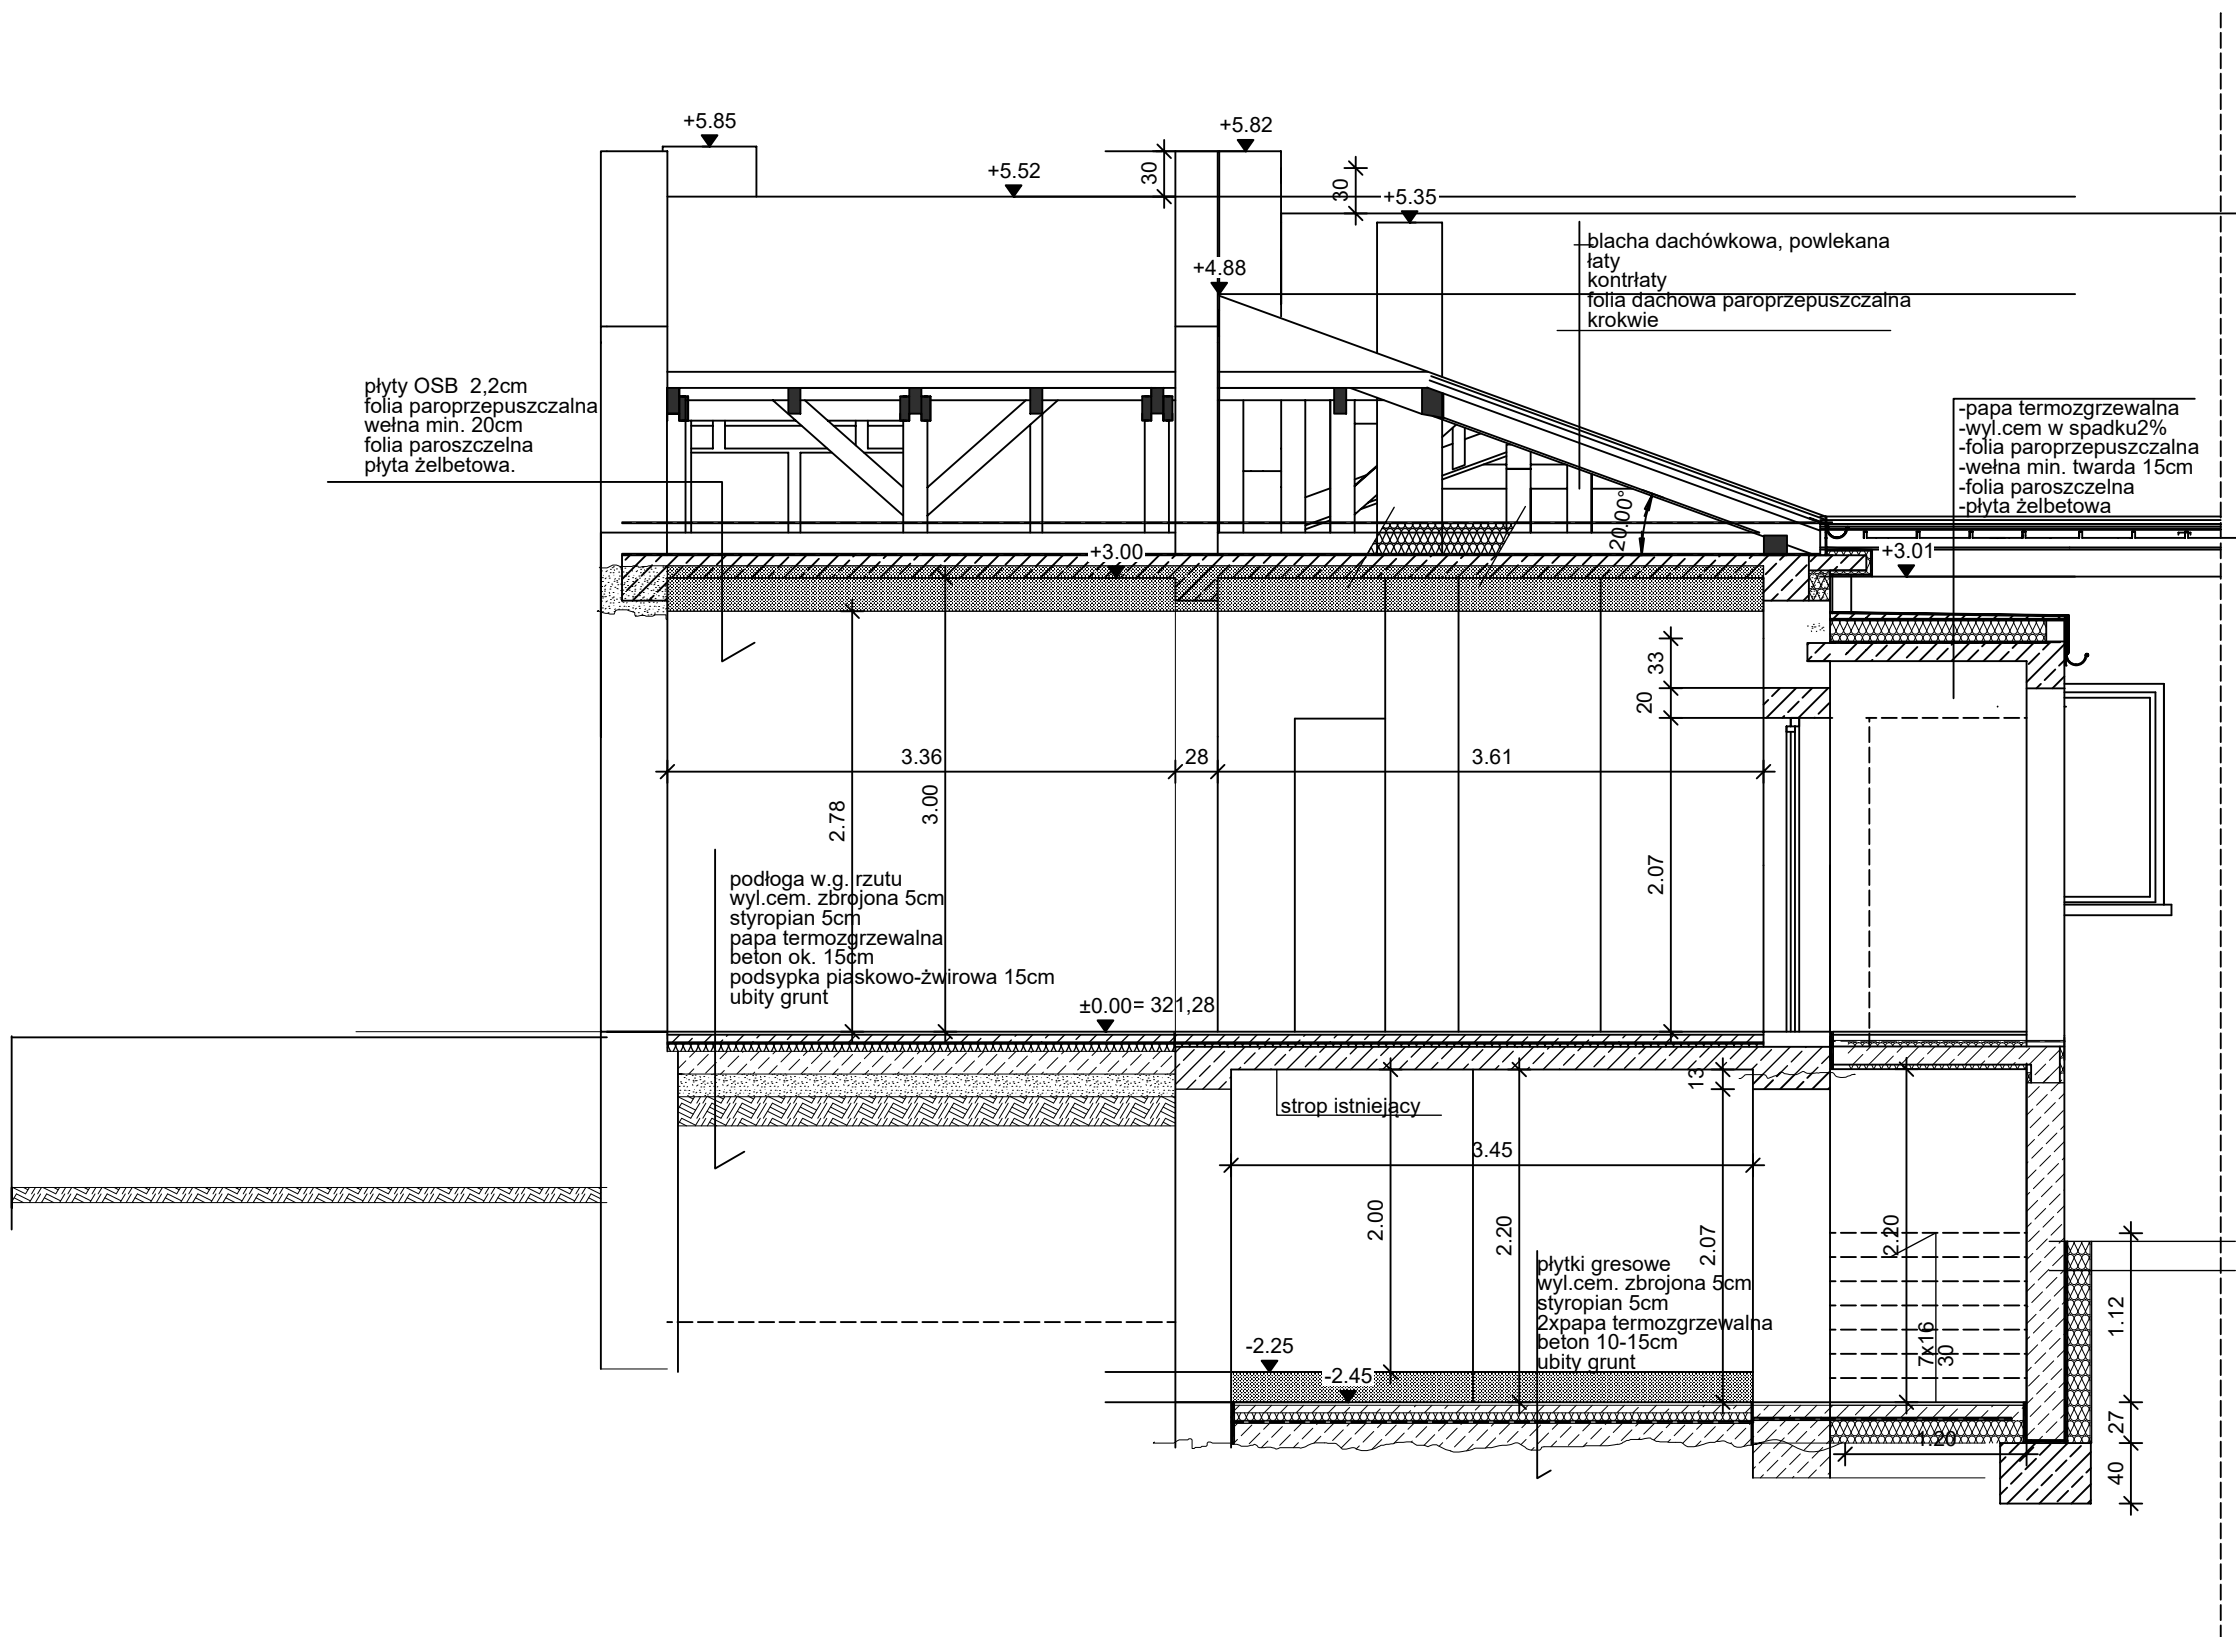 +5.85
+5.82
+5.52
30
30
+5.35
+4.88
blacha dachówkowa, powlekana
łaty
kontrłaty
folia dachowa paroprzepuszczalna
krokwie
płyty OSB  2,2cm
folia paroprzepuszczalna
wełna min. 20cm
folia paroszczelna
płyta żelbetowa.
-papa termozgrzewalna
-wyl.cem w spadku2%
-folia paroprzepuszczalna
-wełna min. twarda 15cm
-folia paroszczelna
-płyta żelbetowa
20.00°
+3.00
+3.01
33
20
3.36
28
3.61
2.78
3.00
2.07
podłoga w.g. rzutu
wyl.cem. zbrojona 5cm
styropian 5cm
papa termozgrzewalna
beton ok. 15cm
podsypka piaskowo-żwirowa 15cm
ubity grunt
±0.00= 321,28
13
strop istniejący
3.45
2.00
2.20
2.07
2.20
płytki gresowe
wyl.cem. zbrojona 5cm
styropian 5cm
2xpapa termozgrzewalna
beton 10-15cm
ubity grunt
7x16
30
1.12
-2.25
-2.45
27
1.20
40